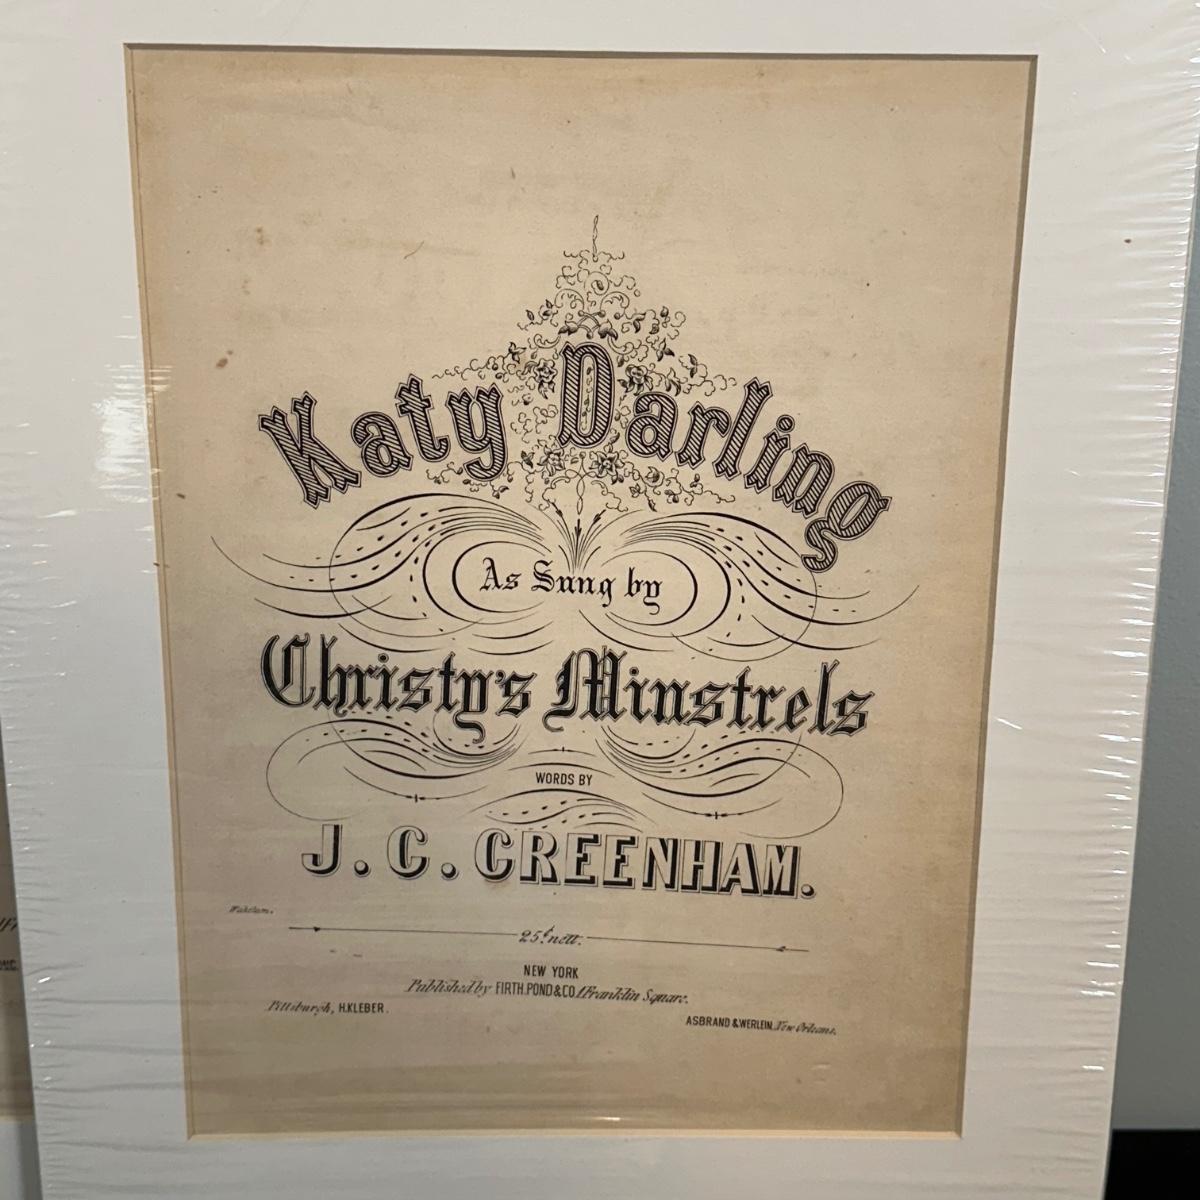 Katy Darling
As Sung by
Christy's Minstrels
WORDS BY
J. C. GREENHAM.
Wakelam.
25¢ nett.
NEW YORK
Published by FIRTH, POND & CO. 1 Franklin Square.
Pittsburgh, H. KLEBER.
ASBRAND & WERLEIN, New Orleans.